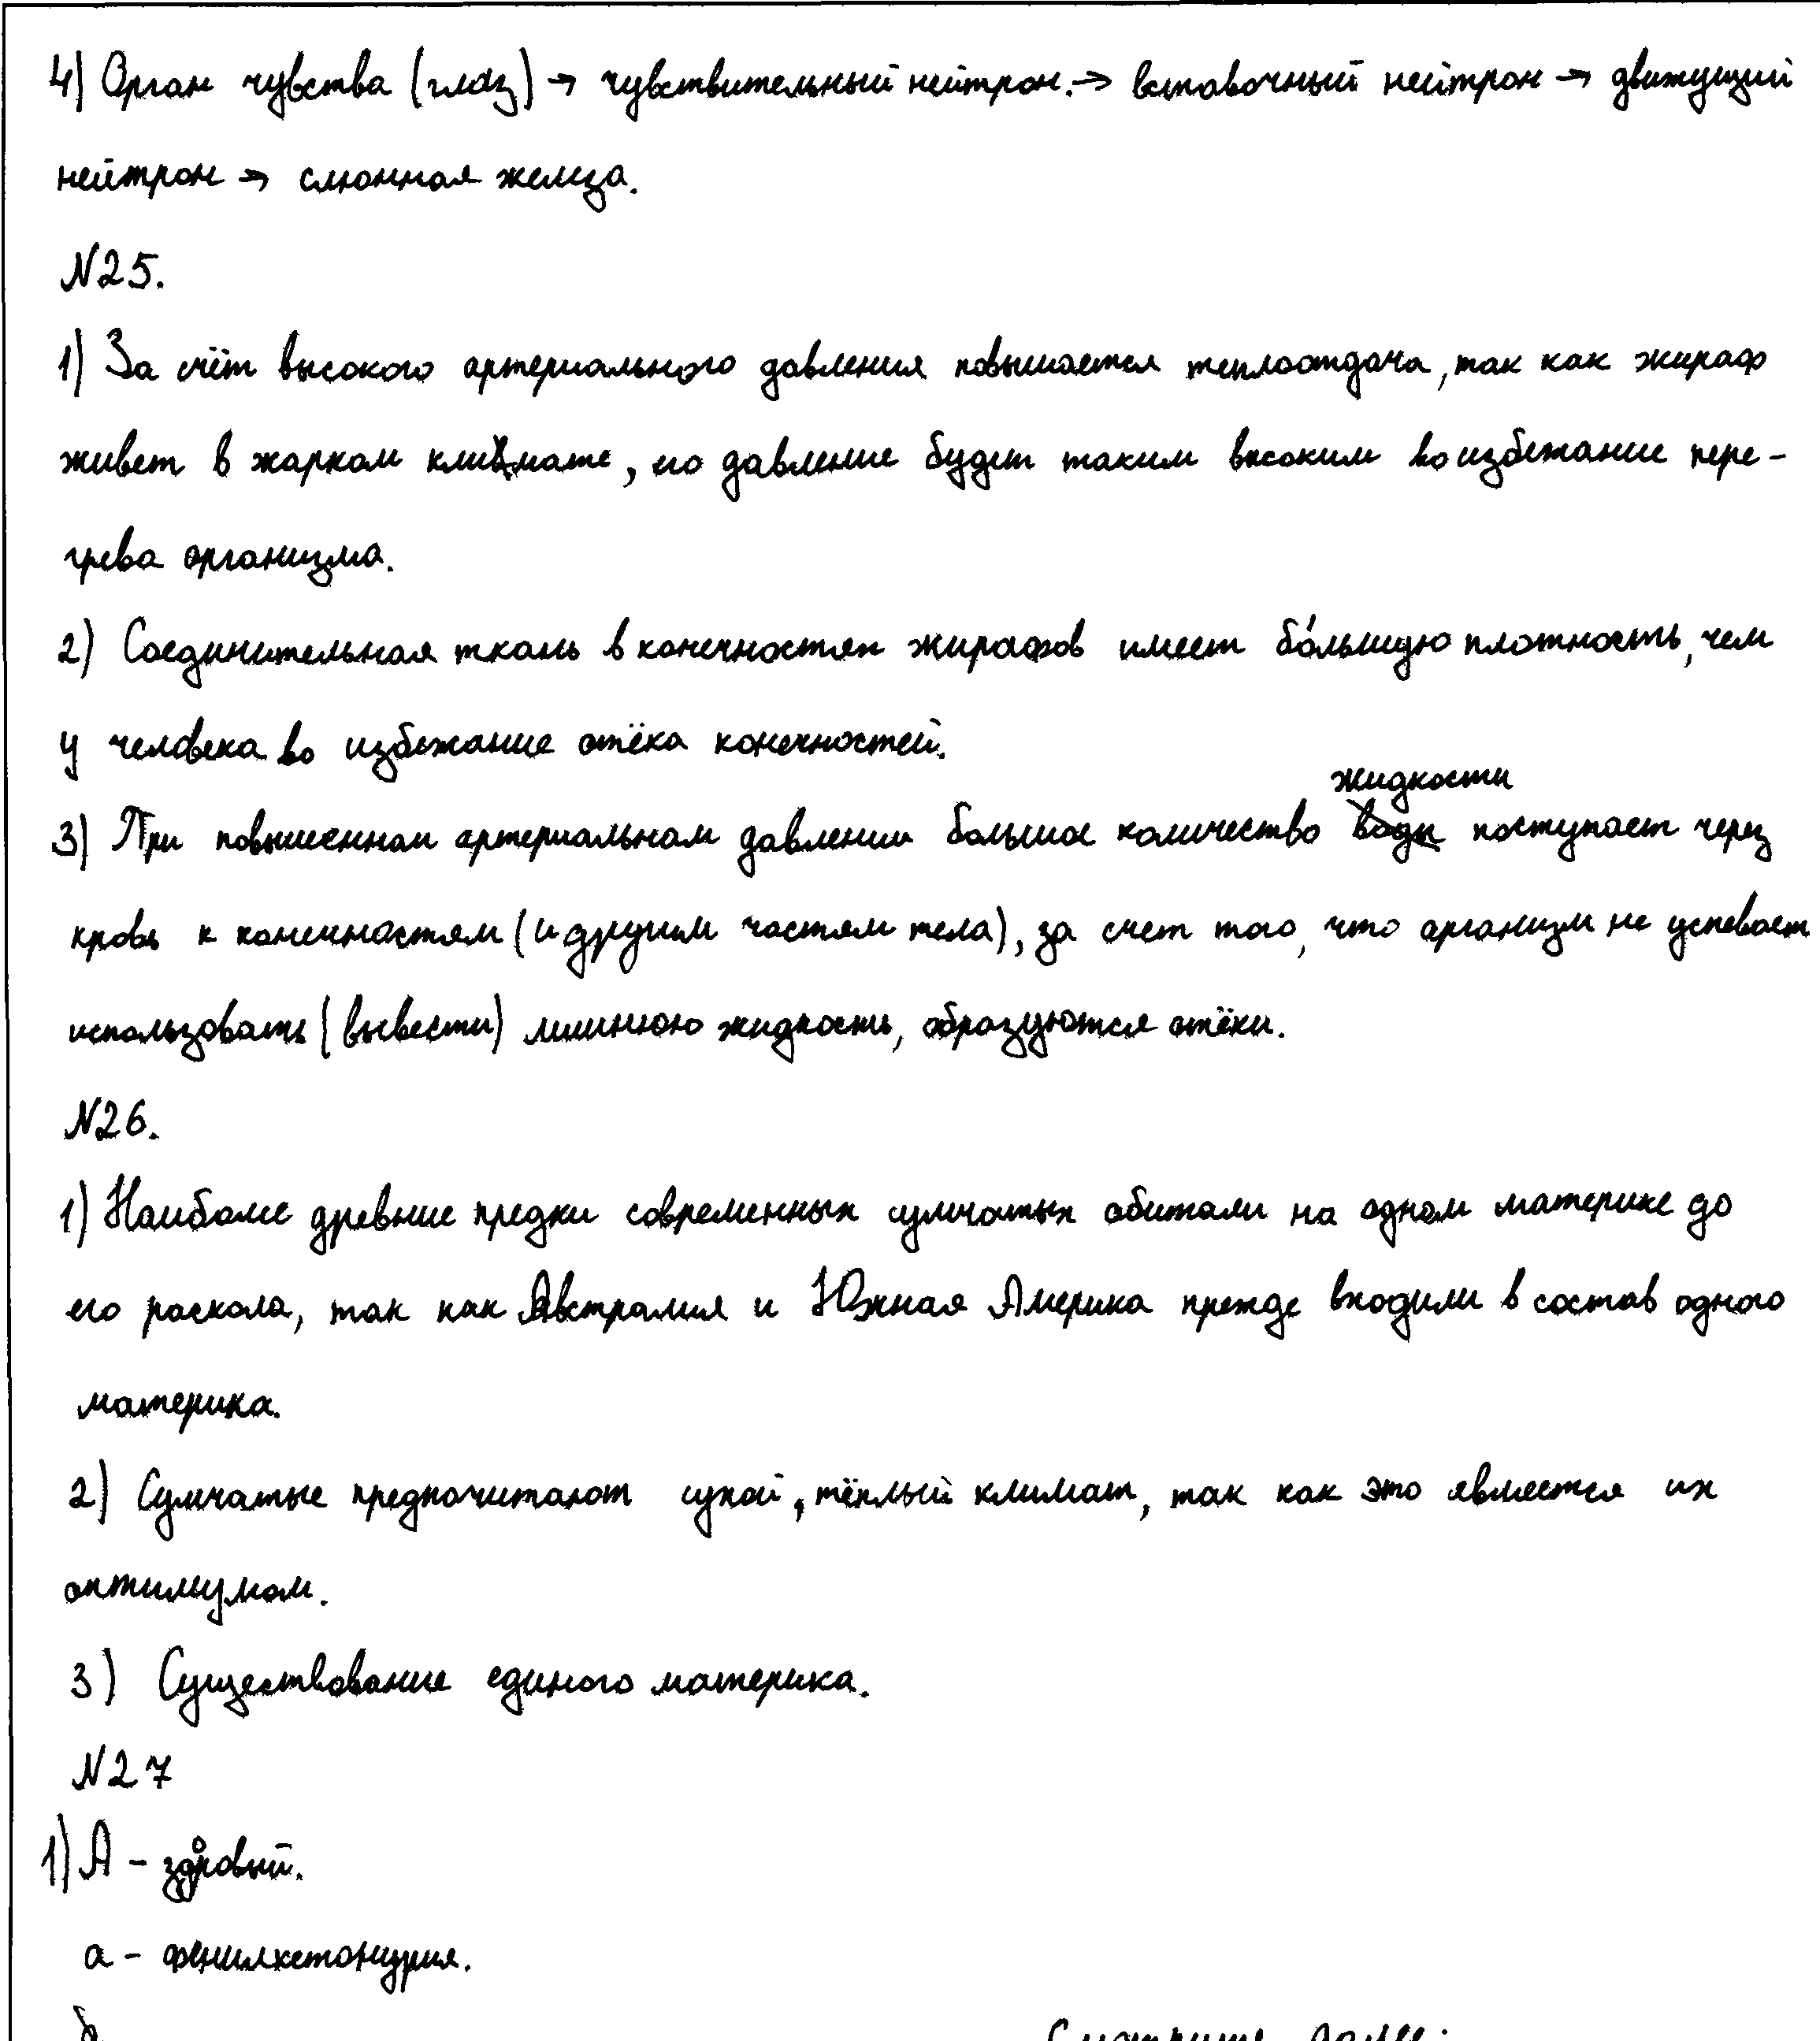 4) Орган чувства (глаз) → чувствительный нейтрон. → вставочный нейтрон → движущий
нейтрон → слюнная железа.
№25.
1) За счёт высокого артериального давления повышается теплоотдача, так как жираф
живет в жарком климате, его давление будет таким высоким во избежание пере-
грева организма.
2) Соединительная ткань в конечностях жирафов имеет бо́льшую плотность, чем
у человека во избежание отёка конечностей.
3) При повышенном артериальном давлении большое количество воды жидкости поступает через
кровь к конечностям (и другим частям тела), за счет того, что организм не успевает
использовать (вывести) лишнюю жидкость, образуются отёки.
№26.
1) Наиболее древние предки современных сумчатых обитали на одном материке до
его раскола, так как Австралия и Южная Америка прежде входили в состав одного
материка.
2) Сумчатые предпочитают сухой, тёплый климат, так как это является их
оптимумом.
3) Существование единого материка.
№27
1) А - здоровый.
а - фенилкетонурия.
Смотрите далее: